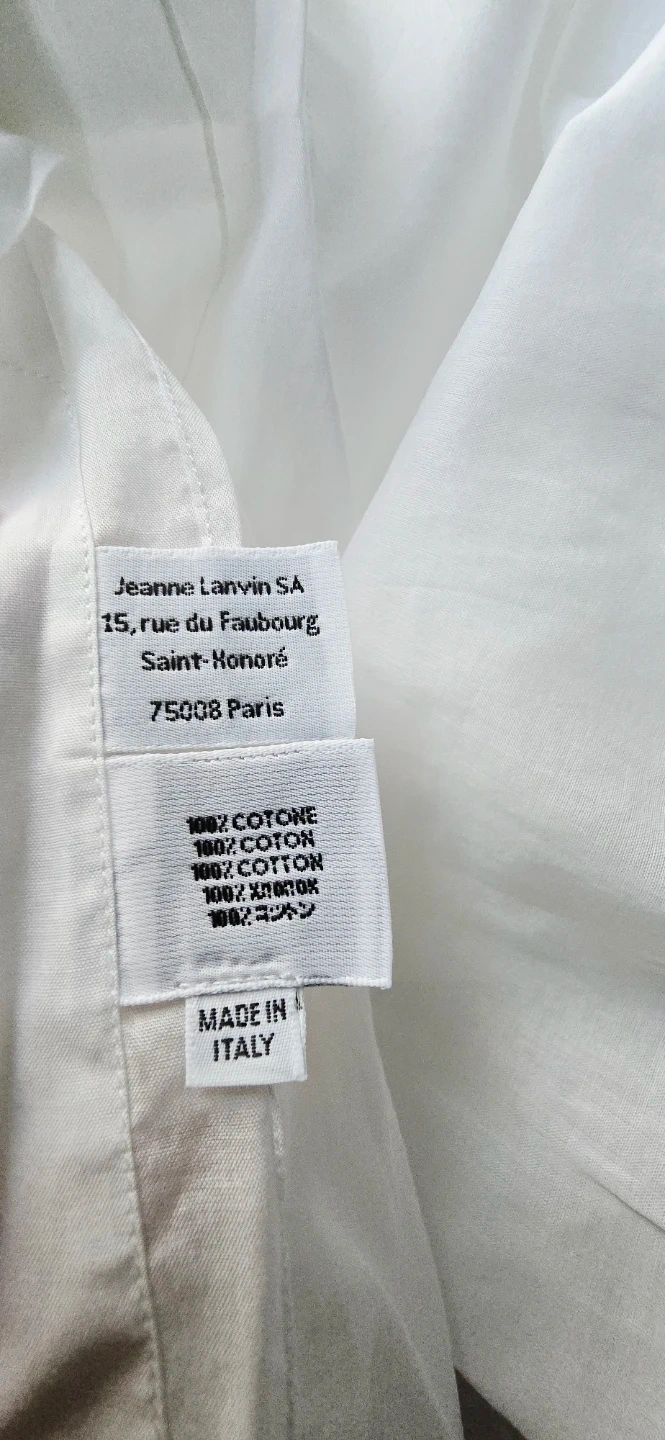 Jeanne Lanvin SA
15, rue du Faubourg
Saint-Honoré
75008 Paris
100% COTONE
100% COTON
100% COTTON
100% ХЛОПОК
100% コットン
MADE IN
ITALY